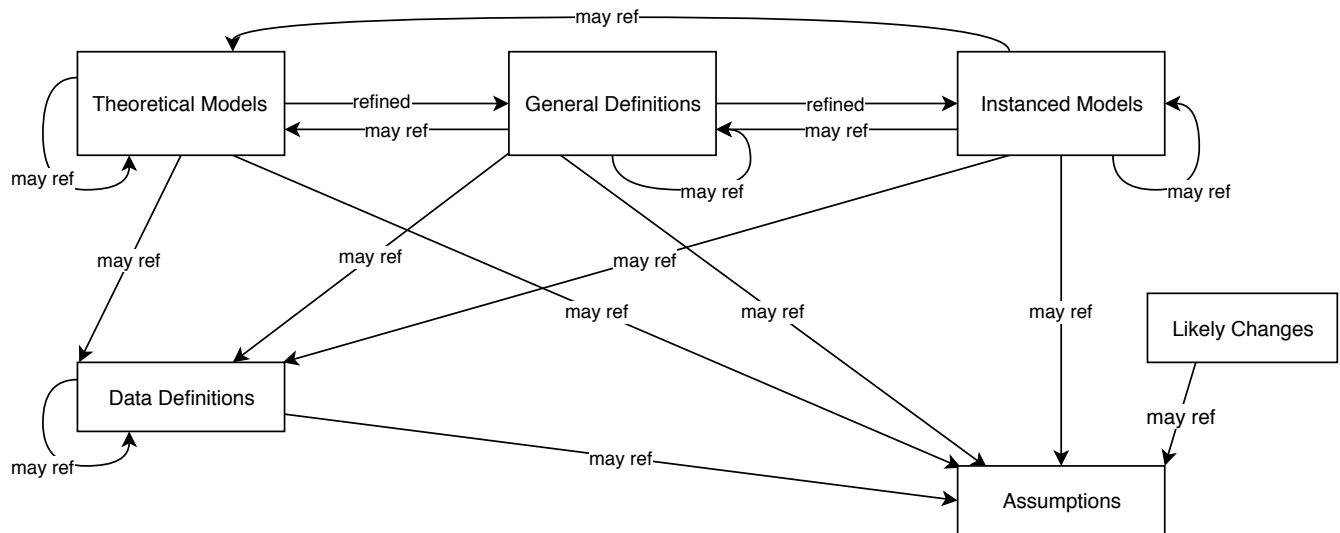 may ref
Theoretical Models
refined
General Definitions
refined
Instanced Models
may ref
may ref
may ref
may ref
may ref
may ref
may ref
may ref
may ref
may ref
may ref
may ref
Likely Changes
Data Definitions
may ref
may ref
may ref
Assumptions